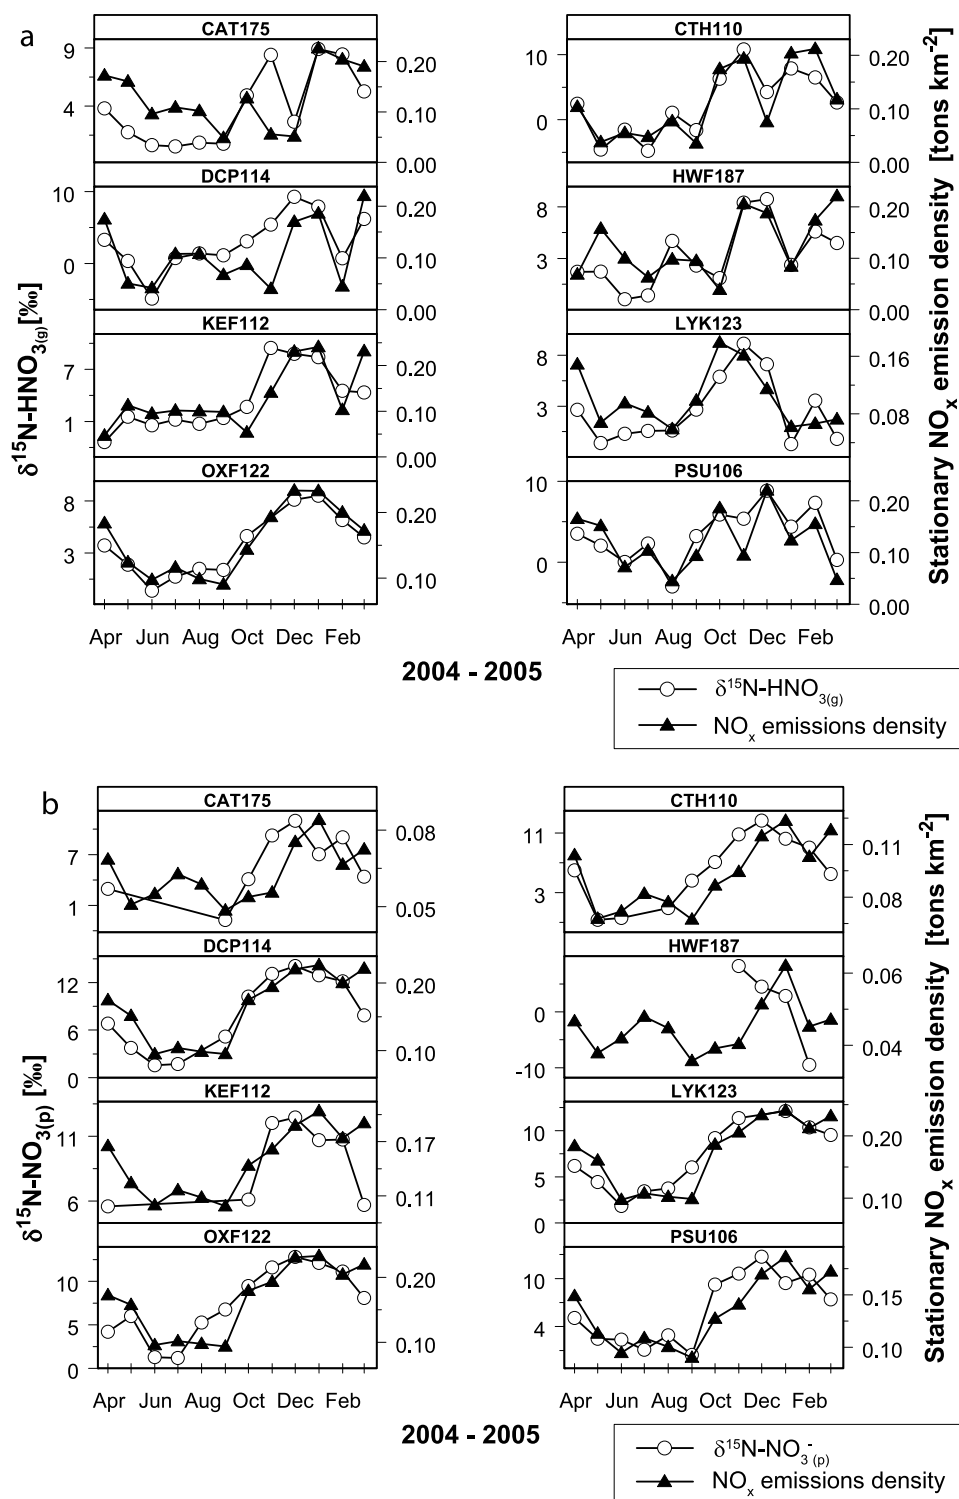 a
CAT175
CTH110
9
4
0.20
0.10
0.00
10
0
0.20
0.10
0.00
DCP114
HWF187
10
0
0.20
0.10
0.00
8
3
0.20
0.10
0.00
KEF112
LYK123
7
1
0.20
0.10
0.00
8
3
0.16
0.08
OXF122
PSU106
8
3
0.20
0.10
10
0
0.20
0.10
0.00
δ15N-HNO3(g) [‰]
Stationary NOx emission density [tons km-2]
Apr Jun Aug Oct Dec Feb
Apr Jun Aug Oct Dec Feb
2004 - 2005
δ15N-HNO3(g)
NOx emissions density
b
CAT175
CTH110
7
1
0.08
0.05
11
3
0.11
0.08
DCP114
HWF187
12
6
0
0.20
0.10
0
-10
0.06
0.04
KEF112
LYK123
11
6
0.17
0.11
10
5
0
0.20
0.10
OXF122
PSU106
10
5
0
0.20
0.10
10
4
0.15
0.10
δ15N-NO3(p) [‰]
Stationary NOx emission density [tons km-2]
Apr Jun Aug Oct Dec Feb
Apr Jun Aug Oct Dec Feb
2004 - 2005
δ15N-NO3-(p)
NOx emissions density